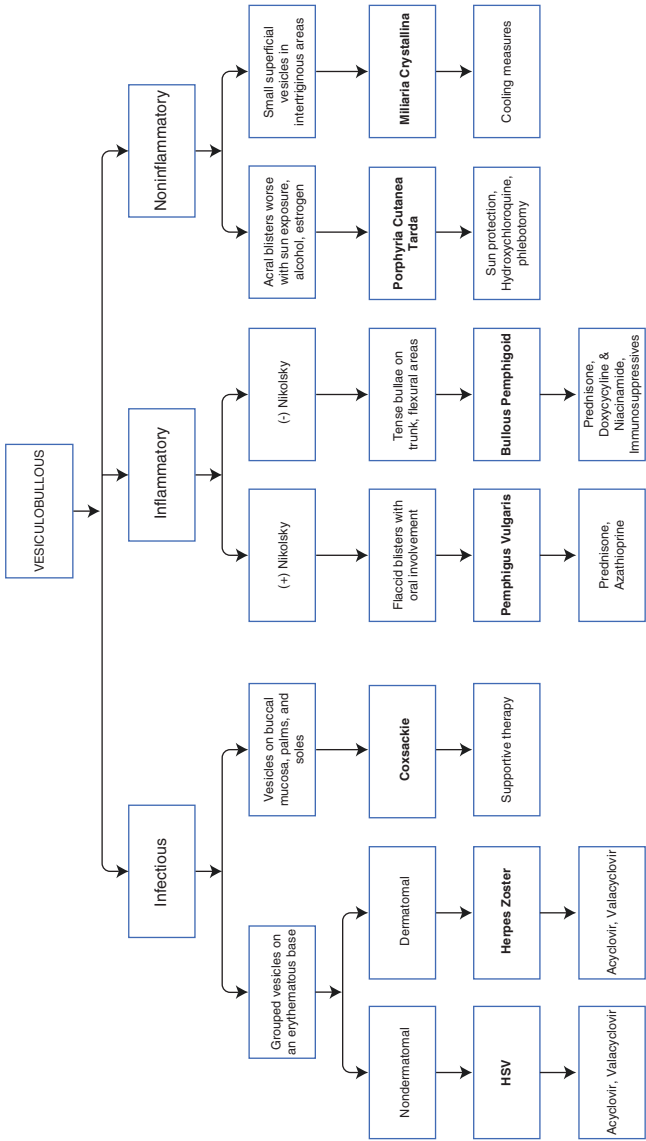 VESICULOBULLOUS
Infectious
Inflammatory
Noninflammatory
Grouped vesicles on
an erythematous base
Vesicles on buccal
mucosa, palms, and
soles
(+) Nikolsky
(-) Nikolsky
Acral blisters worse
with sun exposure,
alcohol, estrogen
Small superficial
vesicles in
intertriginous areas
Nondermatomal
Dermatomal
Coxsackie
Flaccid blisters with
oral involvement
Tense bullae on
trunk, flexural areas
Porphyria Cutanea
Tarda
Miliaria Crystallina
HSV
Herpes Zoster
Supportive therapy
Pemphigus Vulgaris
Bullous Pemphigoid
Sun protection,
Hydroxychloroquine,
phlebotomy
Cooling measures
Acyclovir, Valacyclovir
Acyclovir, Valacyclovir
Prednisone,
Azathioprine
Prednisone,
Doxycycyline &
Niacinamide,
Immunosuppressives